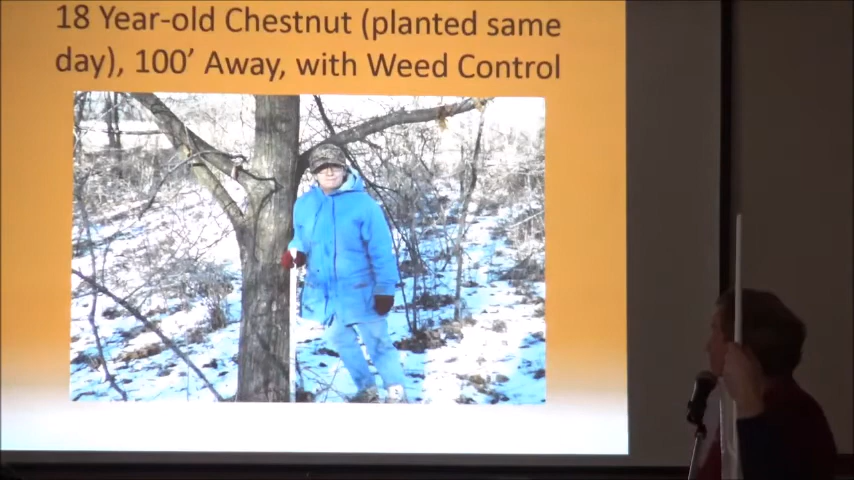 18 Year-old Chestnut (planted same
day), 100' Away, with Weed Control